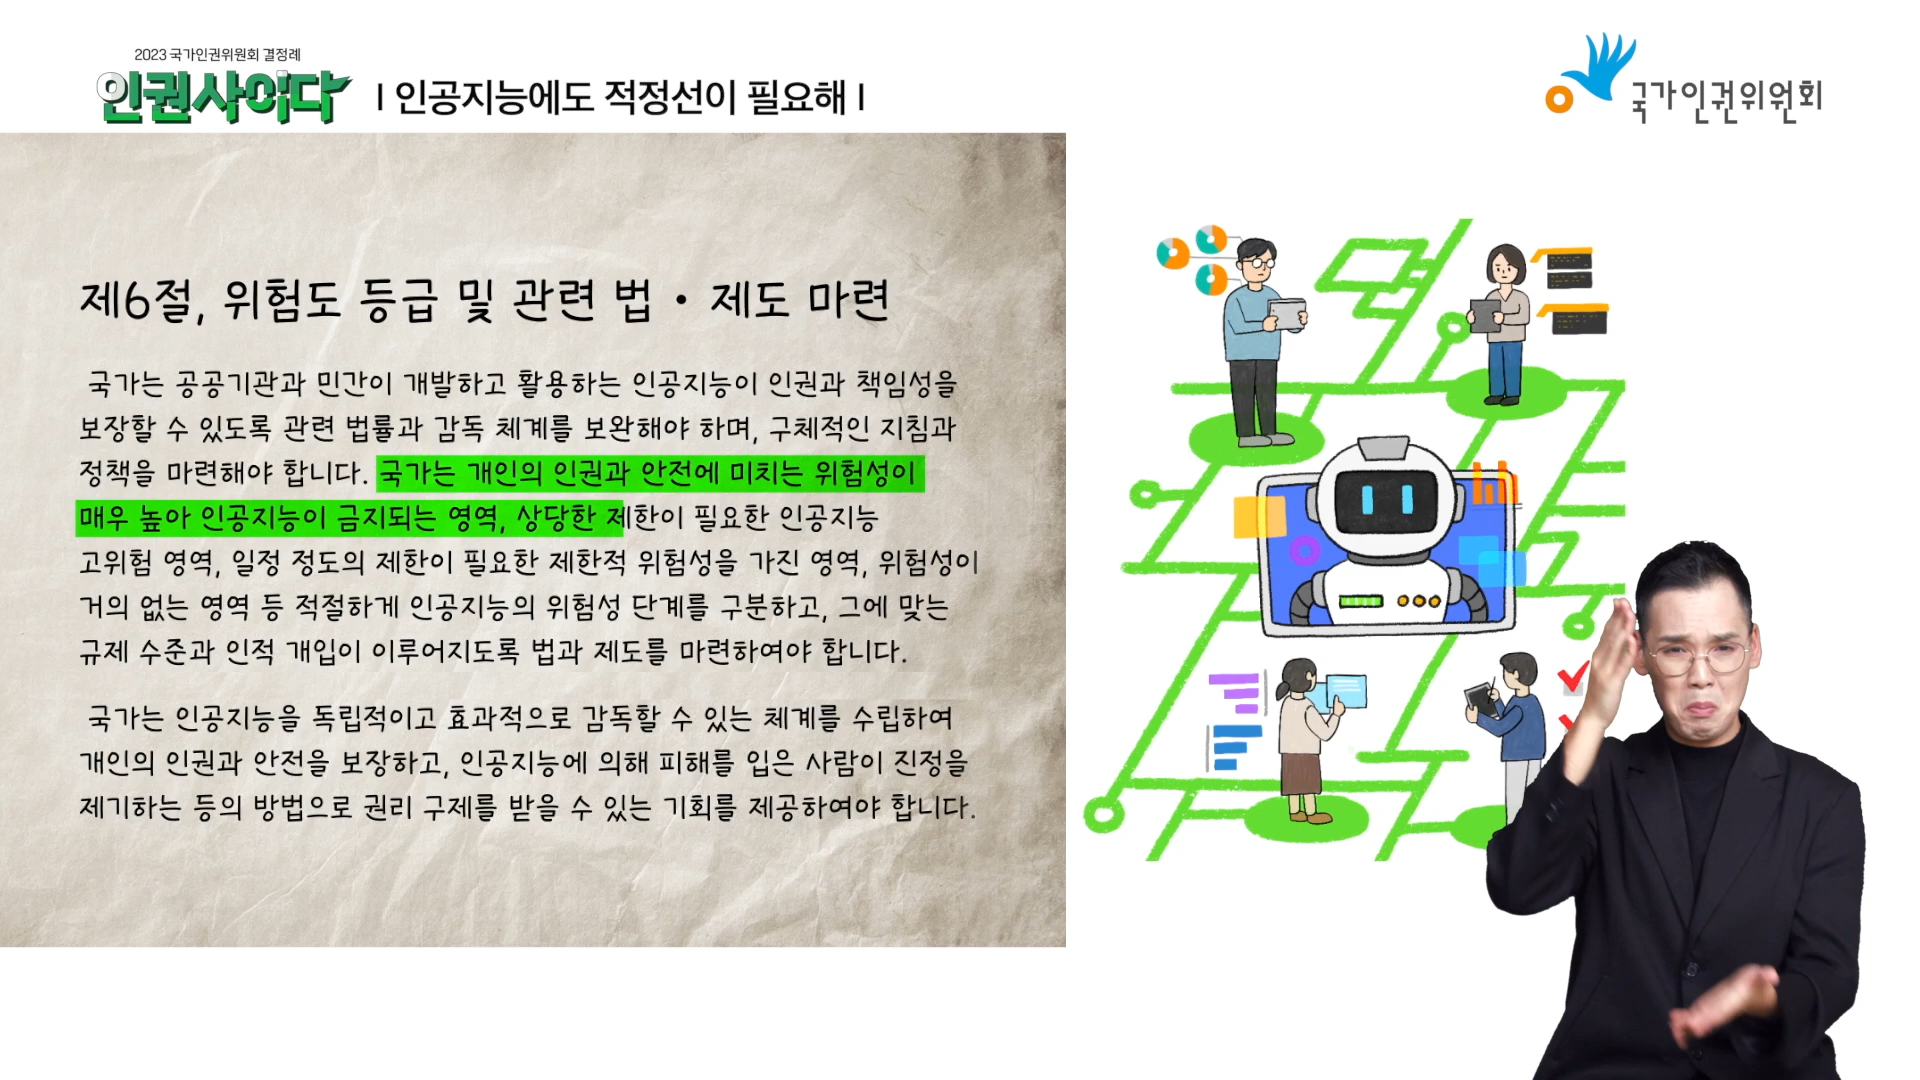 2023 국가인권위원회 결정례
인권사이다
| 인공지능에도 적정선이 필요해 |
국가인권위원회
제6절, 위험도 등급 및 관련 법 • 제도 마련
국가는 공공기관과 민간이 개발하고 활용하는 인공지능이 인권과 책임성을
보장할 수 있도록 관련 법률과 감독 체계를 보완해야 하며, 구체적인 지침과
정책을 마련해야 합니다. 국가는 개인의 인권과 안전에 미치는 위험성이
매우 높아 인공지능이 금지되는 영역, 상당한 제한이 필요한 인공지능
고위험 영역, 일정 정도의 제한이 필요한 제한적 위험성을 가진 영역, 위험성이
거의 없는 영역 등 적절하게 인공지능의 위험성 단계를 구분하고, 그에 맞는
규제 수준과 인적 개입이 이루어지도록 법과 제도를 마련하여야 합니다.
국가는 인공지능을 독립적이고 효과적으로 감독할 수 있는 체계를 수립하여
개인의 인권과 안전을 보장하고, 인공지능에 의해 피해를 입은 사람이 진정을
제기하는 등의 방법으로 권리 구제를 받을 수 있는 기회를 제공하여야 합니다.